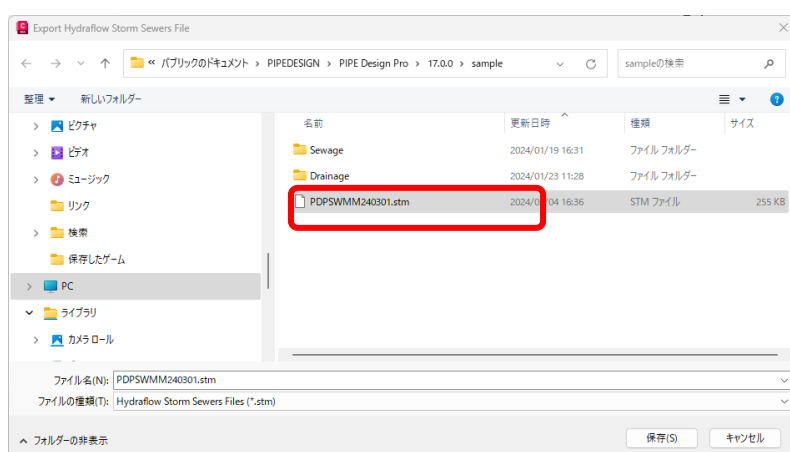 Export Hydraflow Storm Sewers File
« パブリックのドキュメント > PIPEDESIGN > PIPE Design Pro > 17.0.0 > sample
sampleの検索
整理 新しいフォルダー
名前 更新日時 種類 サイズ
Sewage 2024/01/19 16:31 ファイル フォルダー
Drainage 2024/01/23 11:28 ファイル フォルダー
PDPSWMM240301.stm 04 16:36 STM ファイル 255 KB
ピクチャ
ビデオ
ミュージック
リンク
検索
保存したゲーム
PC
ライブラリ
カメラ ロール
ファイル名(N): PDPSWMM240301.stm
ファイルの種類(T): Hydraflow Storm Sewers Files (*.stm)
フォルダーの非表示
保存(S) キャンセル